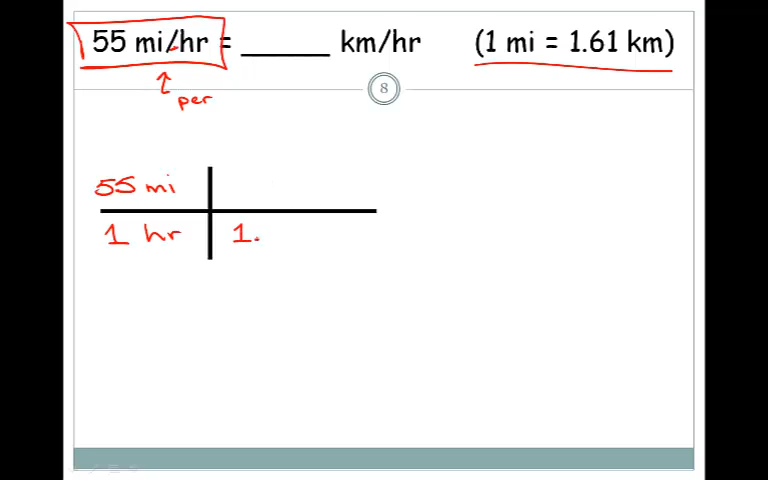 55 mi/hr = ______ km/hr (1 mi = 1.61 km)
8
per
55 mi
1 hr 1.